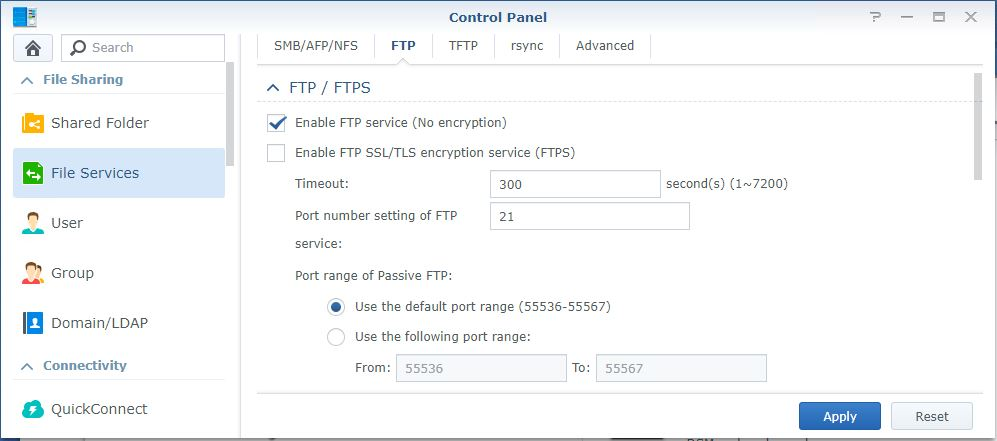 Control Panel
?
Search
File Sharing
Shared Folder
File Services
User
Group
Domain/LDAP
Connectivity
QuickConnect
SMB/AFP/NFS FTP TFTP rsync Advanced
FTP / FTPS
Enable FTP service (No encryption)
Enable FTP SSL/TLS encryption service (FTPS)
Timeout: 300 second(s) (1~7200)
Port number setting of FTP 21
service:
Port range of Passive FTP:
Use the default port range (55536-55567)
Use the following port range:
From: 55536 To: 55567
Apply Reset